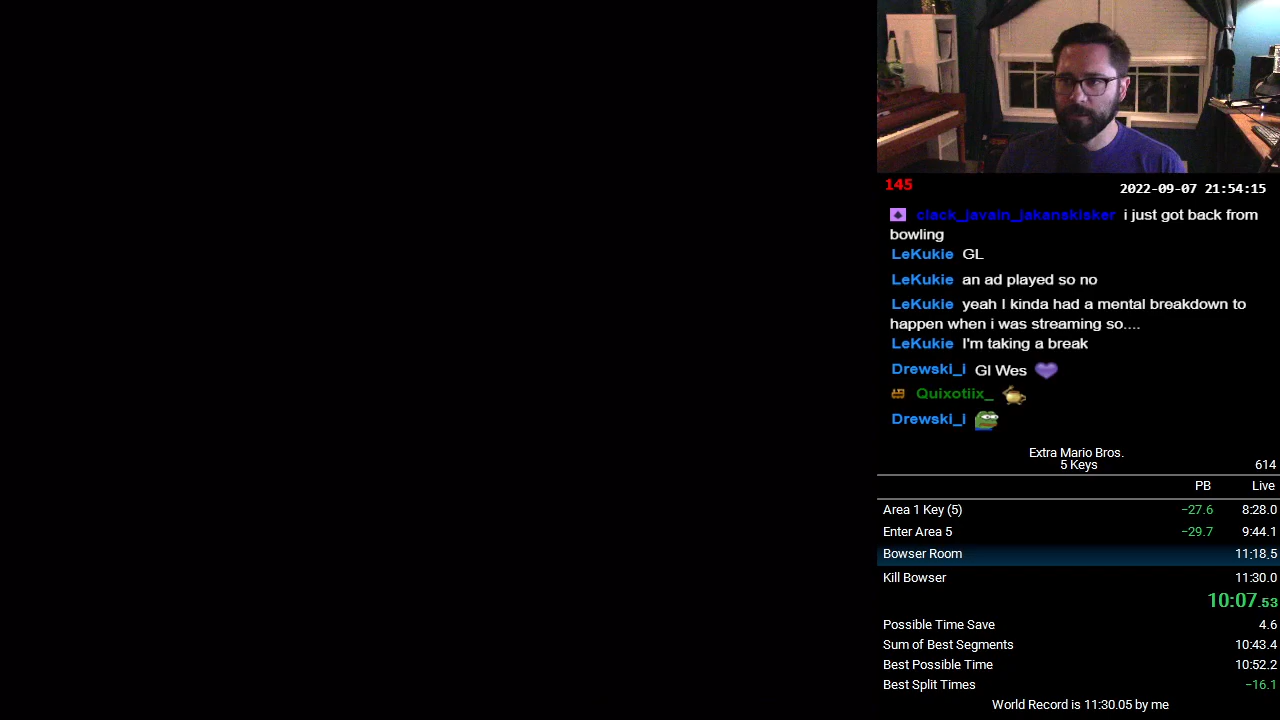 145
2022-09-07 21:54:15
clack_javain_jakanskisker i just got back from
bowling
LeKukie GL
LeKukie an ad played so no
LeKukie yeah I kinda had a mental breakdown to
happen when i was streaming so....
LeKukie I'm taking a break
Drewski_i Gl Wes
Quixotiix_
Drewski_i
Extra Mario Bros.
5 Keys 614
PB Live
Area 1 Key (5) −27.6 8:28.0
Enter Area 5 −29.7 9:44.1
Bowser Room 11:18.5
Kill Bowser 11:30.0
10:07.53
Possible Time Save 4.6
Sum of Best Segments 10:43.4
Best Possible Time 10:52.2
Best Split Times −16.1
World Record is 11:30.05 by me